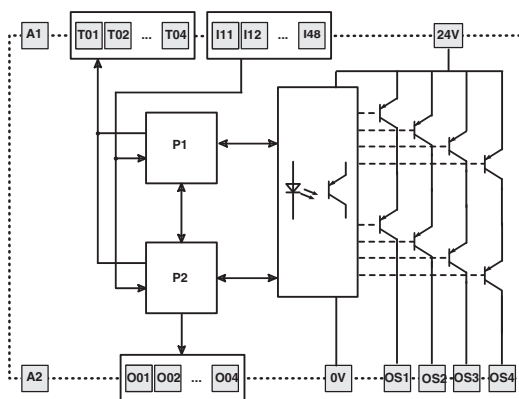 A1 T01 T02 ... T04 I11 I12 ... I48 24V
P1
P2
A2 O01 O02 ... O04 0V OS1 OS2 OS3 OS4